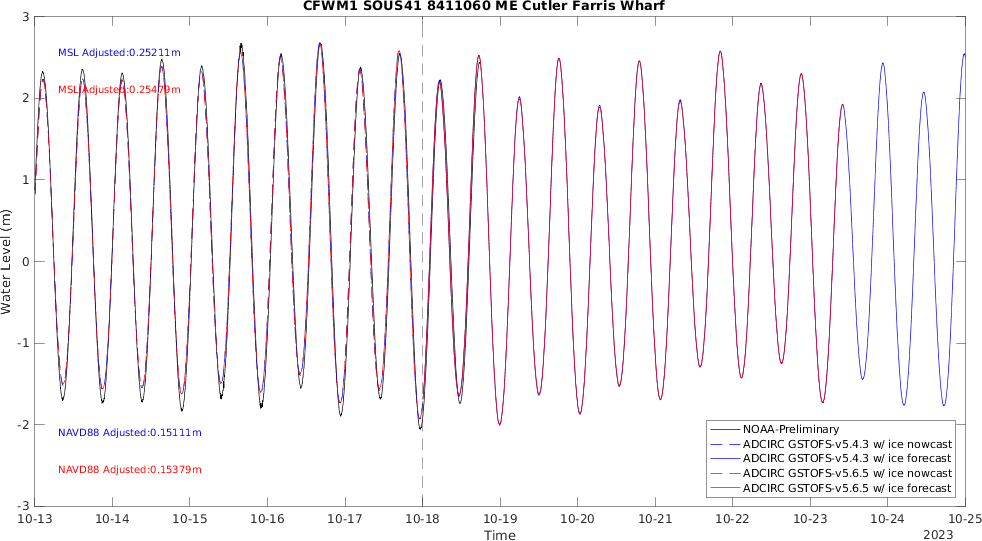 CFWM1 SOUS41 8411060 ME Cutler Farris Wharf
3
2
1
0
-1
-2
-3
Water Level (m)
MSL Adjusted:0.25211m
MSL Adjusted:0.25479m
NAVD88 Adjusted:0.15111m
NAVD88 Adjusted:0.15379m
NOAA-Preliminary
ADCIRC GSTOFS-v5.4.3 w/ ice nowcast
ADCIRC GSTOFS-v5.4.3 w/ ice forecast
ADCIRC GSTOFS-v5.6.5 w/ ice nowcast
ADCIRC GSTOFS-v5.6.5 w/ ice forecast
10-13 10-14 10-15 10-16 10-17 10-18 10-19 10-20 10-21 10-22 10-23 10-24 10-25
Time
2023